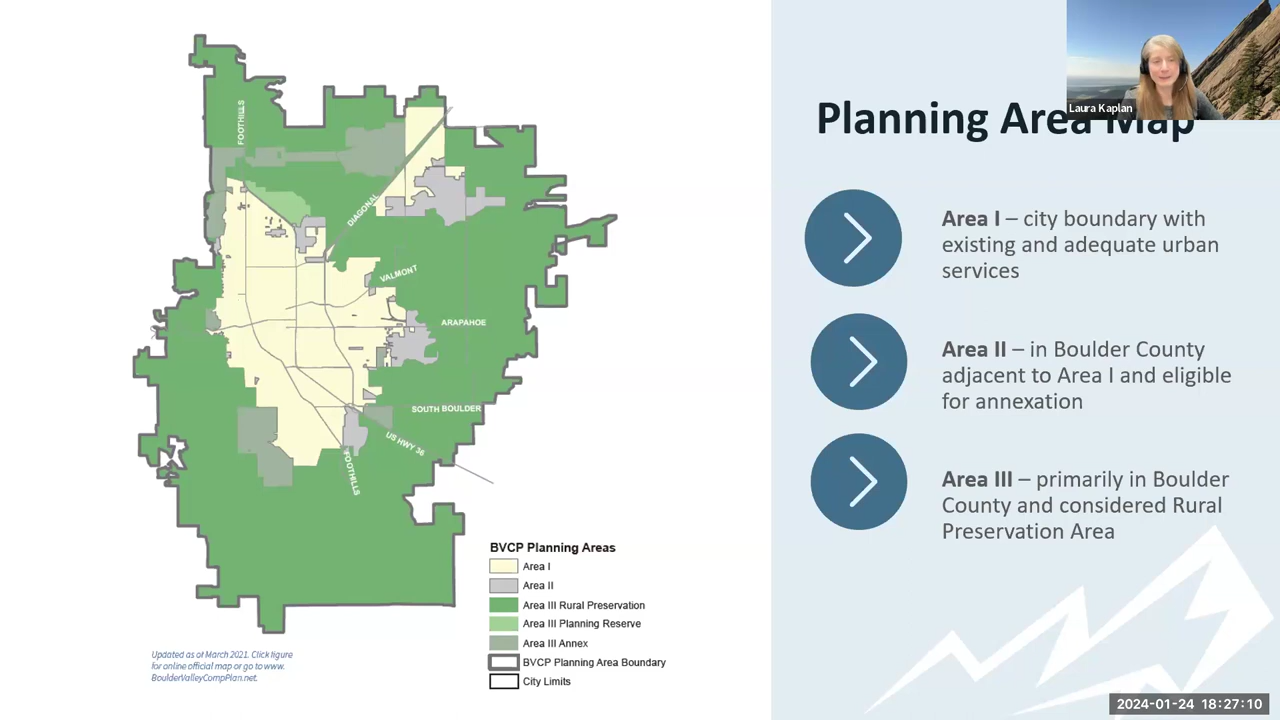 Planning Area Map
Laura Kaplan
Area I – city boundary with
existing and adequate urban
services
Area II – in Boulder County
adjacent to Area I and eligible
for annexation
Area III – primarily in Boulder
County and considered Rural
Preservation Area
FOOTHILLS
DIAGONAL
VALMONT
ARAPAHOE
SOUTH BOULDER
US HWY 36
FOOTHILLS
BVCP Planning Areas
Area I
Area II
Area III Rural Preservation
Area III Planning Reserve
Area III Annex
BVCP Planning Area Boundary
City Limits
Updated as of March 2021. Click figure
for online official map or go to www.
BoulderValleyCompPlan.net.
2024-01-24 18:27:10